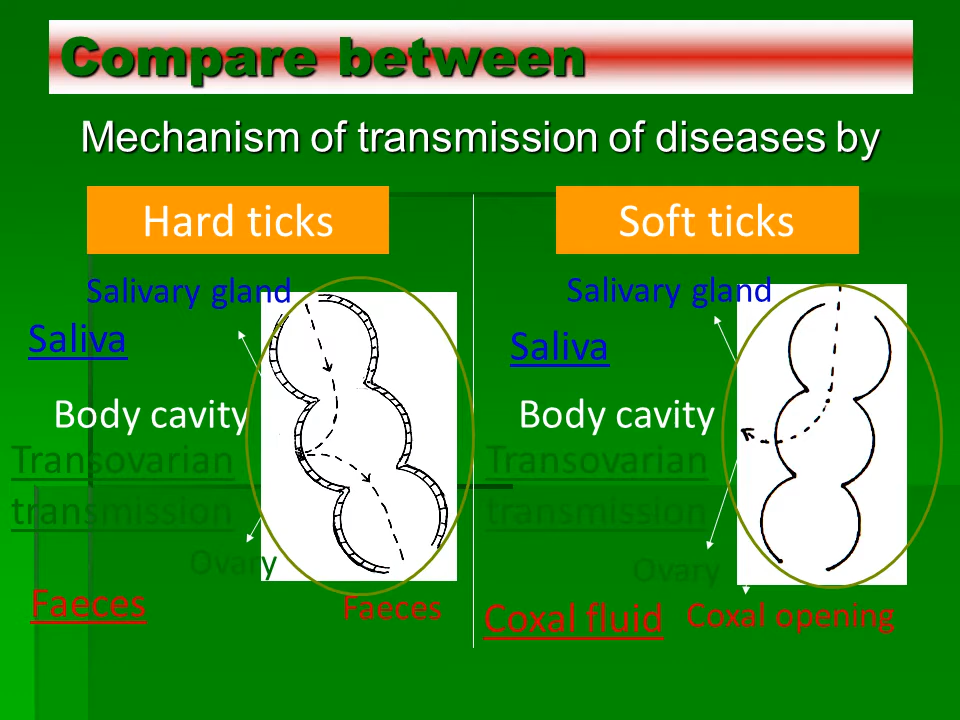 Compare between
Mechanism of transmission of diseases by
Hard ticks
Salivary gland
Saliva
Body cavity
Transovarian
transmission
Ovary
Faeces
Faeces
Soft ticks
Salivary gland
Saliva
Body cavity
Transovarian
transmission
Ovary
Coxal fluid
Coxal opening